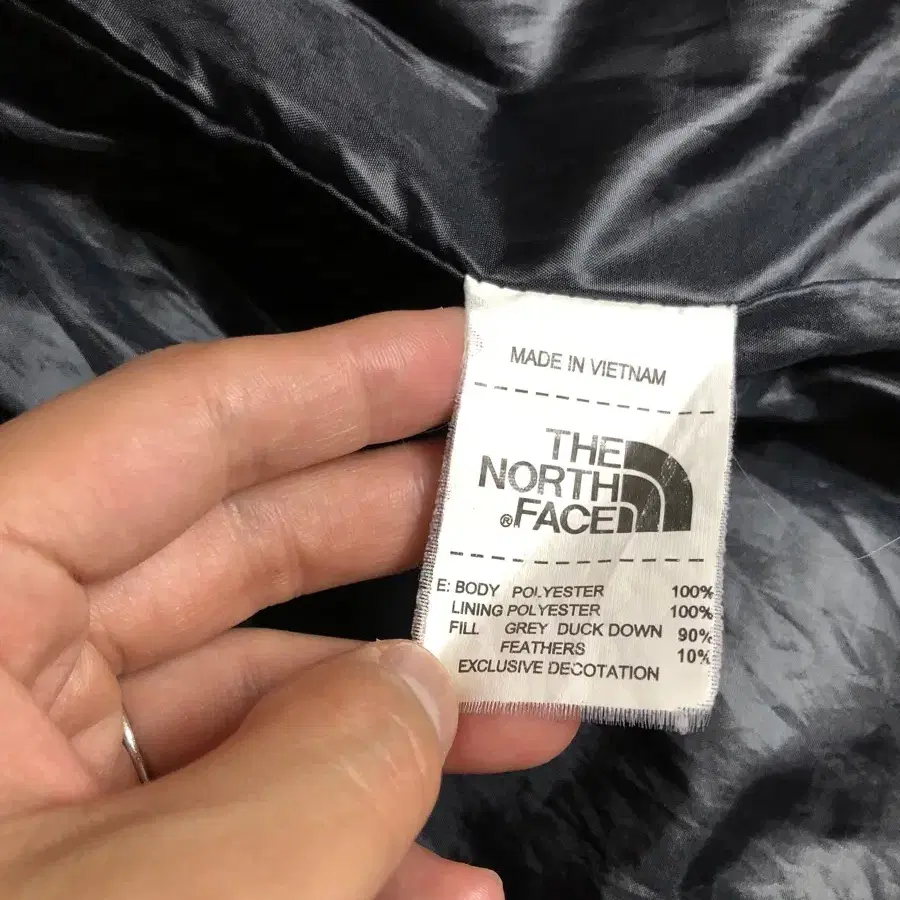 MADE IN VIETNAM
THE
NORTH
®FACE
E: BODY POLYESTER 100%
LINING POLYESTER 100%
FILL GREY DUCK DOWN 90%
FEATHERS 10%
EXCLUSIVE DECOTATION